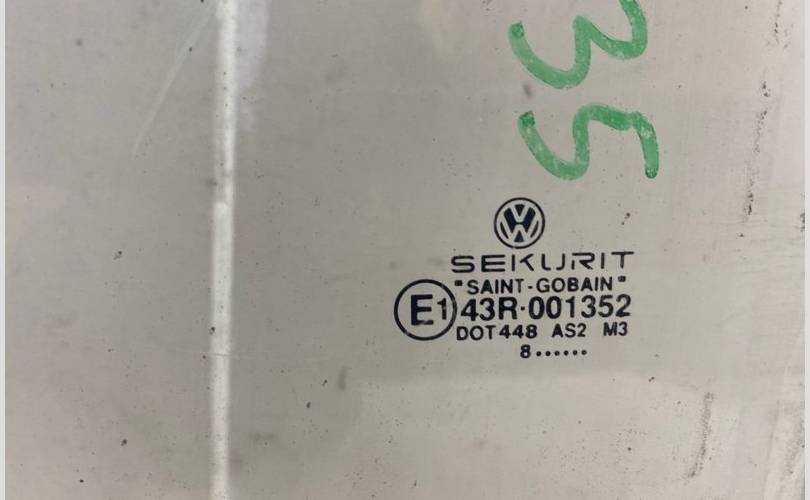 35
SEKURIT
"SAINT-GOBAIN"
E1 43R-001352
DOT448 AS2 M3
8......